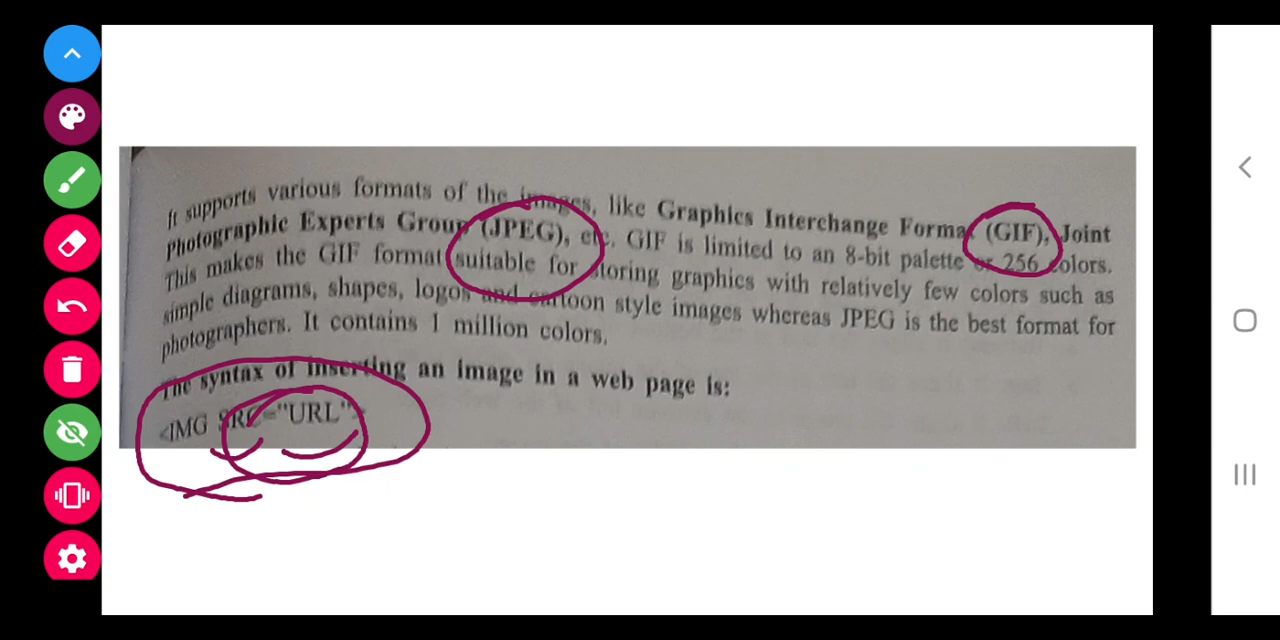 It supports various formats of the images, like Graphics Interchange Format (GIF), Joint
Photographic Experts Group (JPEG), etc. GIF is limited to an 8-bit palette or 256 colors.
This makes the GIF format suitable for storing graphics with relatively few colors such as
simple diagrams, shapes, logos and cartoon style images whereas JPEG is the best format for
photographers. It contains 1 million colors.
The syntax of inserting an image in a web page is:
<IMG SRC="URL">